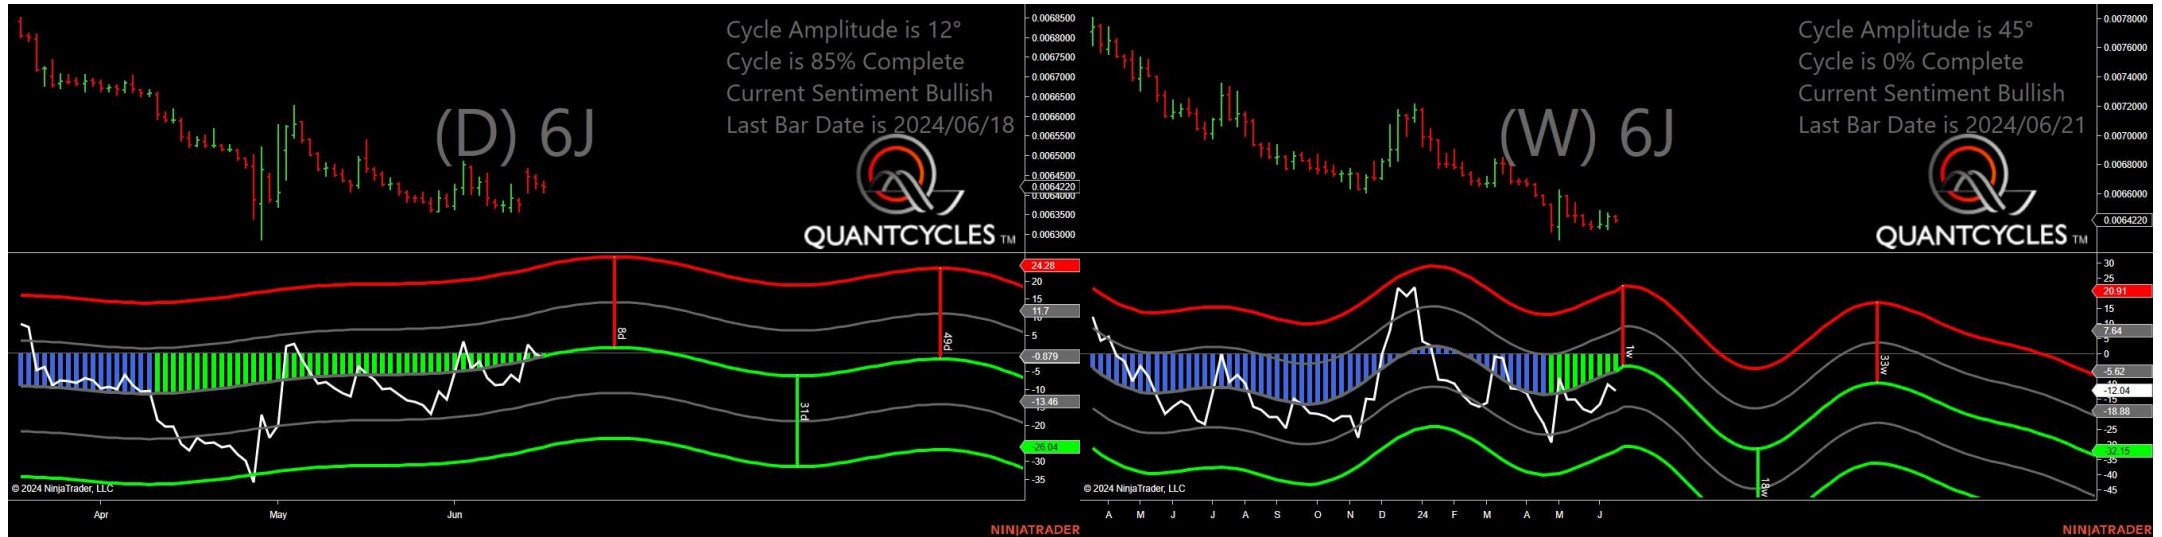 Cycle Amplitude is 12°
Cycle is 85% Complete
Current Sentiment Bullish
Last Bar Date is 2024/06/18
(D) 6J
QUANTCYCLES TM
0.0068500
0.0068000
0.0067500
0.0067000
0.0066500
0.0066000
0.0065500
0.0065000
0.0064500
0.0064220
0.0064000
0.0063500
0.0063000
24.28
20
15
11.7
5
-0.879
-5
-10
-13.46
-20
-26.04
-30
-35
8d
31d
49d
© 2024 NinjaTrader, LLC
Apr May Jun
NINJATRADER
Cycle Amplitude is 45°
Cycle is 0% Complete
Current Sentiment Bullish
Last Bar Date is 2024/06/21
(W) 6J
QUANTCYCLES TM
0.0078000
0.0076000
0.0074000
0.0072000
0.0070000
0.0068000
0.0066000
0.0064220
30
25
20.91
15
10
7.64
5
0
-5.62
-12.04
-15
-18.88
-25
-32.15
-35
-40
-45
1w
18w
33w
© 2024 NinjaTrader, LLC
A M J J A S O N D 24 F M A M J
NINJATRADER